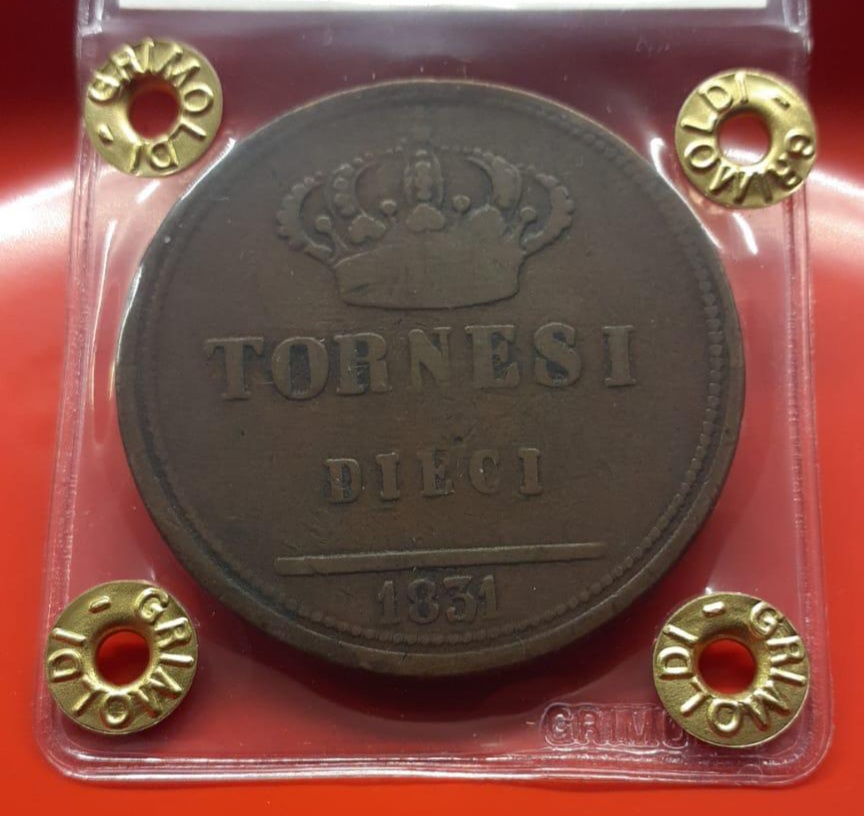 GRIMOLDI -
GRIMOLDI -
TORNESI
DIECI
1831
GRIMOLDI -
GRIMOLDI -